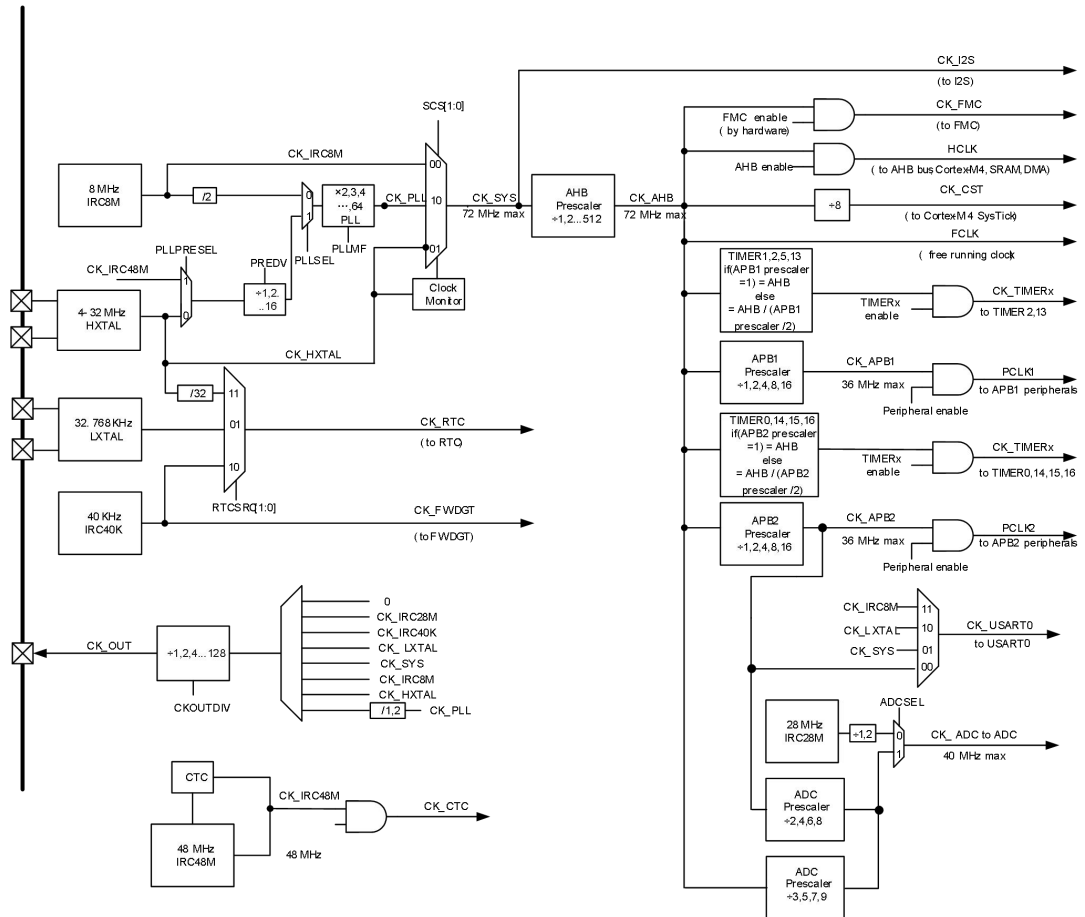 CK_I2S
(to I2S)
SCS[1:0]
CK_FMC
FMC enable
( by hardware)
(to FMC)
CK_IRC8M
HCLK
AHB enable
( to AHB bus,CortexM4, SRAM, DMA)
8 MHz
IRC8M
/2
0
1
×2,3,4
…,64
PLL
CK_PLL
00
10
01
CK_SYS
72 MHz max
AHB
Prescaler
÷1,2...512
CK_AHB
72 MHz max
÷8
CK_CST
(to CortexM4 SysTick)
FCLK
( free running clock)
PLLMF
PLLSEL
PLLPRESEL
CK_IRC48M
1
0
PREDV
÷1,2..
..16
Clock
Monitor
4- 32 MHz
HXTAL
TIMER1,2,5,13
if(APB1 prescaler
=1) = AHB
else
= AHB / (APB1
prescaler /2)
TIMERx
enable
CK_TIMERx
to TIMER2,13
CK_HXTAL
APB1
Prescaler
÷1,2,4,8,16
CK_APB1
36 MHz max
Peripheral enable
PCLK1
to APB1 peripherals
/32
11
01
10
32. 768 KHz
LXTAL
CK_RTC
(to RTC)
TIMER0,14,15,16
if(APB2 prescaler
=1) = AHB
else
= AHB / (APB2
prescaler /2)
TIMERx
enable
CK_TIMERx
to TIMER0,14,15,16
RTCSRC[1:0]
40 KHz
IRC40K
CK_FWDGT
(to FWDGT)
APB2
Prescaler
÷1,2,4,8,16
CK_APB2
36 MHz max
Peripheral enable
PCLK2
to APB2 peripherals
CK_IRC8M
CK_LXTAL
CK_SYS
11
10
01
00
CK_USART0
to USART0
CK_OUT
÷1,2,4...128
CKOUTDIV
0
CK_IRC28M
CK_IRC40K
CK_ LXTAL
CK_SYS
CK_IRC8M
CK_HXTAL
/1,2
CK_PLL
28 MHz
IRC28M
÷1,2
ADCSEL
0
1
CK_ ADC to ADC
40 MHz max
CTC
48 MHz
IRC48M
CK_IRC48M
48 MHz
CK_CTC
ADC
Prescaler
÷2,4,6,8
ADC
Prescaler
÷3,5,7,9